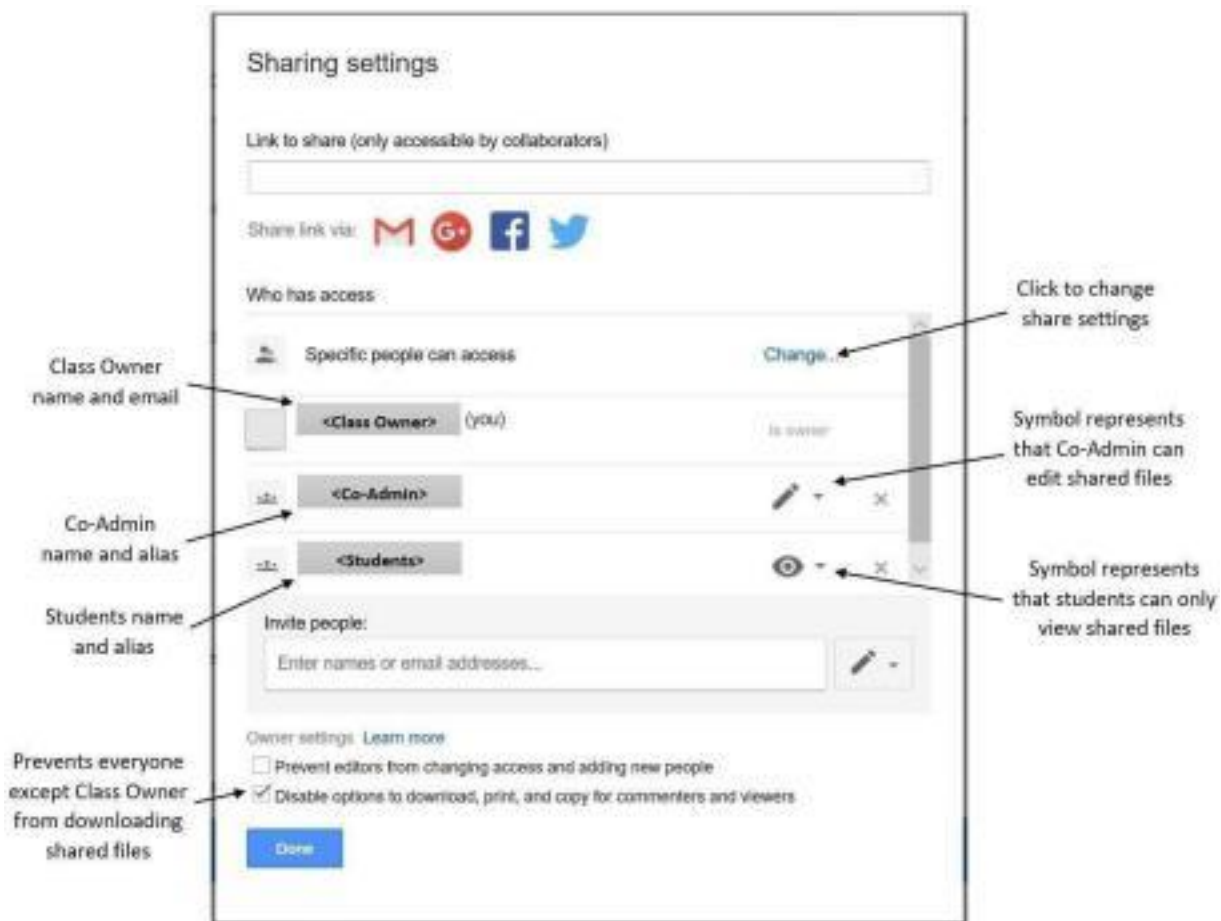 Sharing settings
Link to share (only accessible by collaborators)
Share link via:
G+
f
Who has access
Click to change
share settings
Specific people can access
Change...
Class Owner
name and email
<Class Owner> (you)
Is owner
Symbol represents
that Co-Admin can
edit shared files
<Co-Admin>
Co-Admin
name and alias
<Students>
Symbol represents
that students can only
view shared files
Students name
and alias
Invite people:
Enter names or email addresses...
Owner settings Learn more
Prevent editors from changing access and adding new people
Disable options to download, print, and copy for commenters and viewers
Prevents everyone
except Class Owner
from downloading
shared files
Done